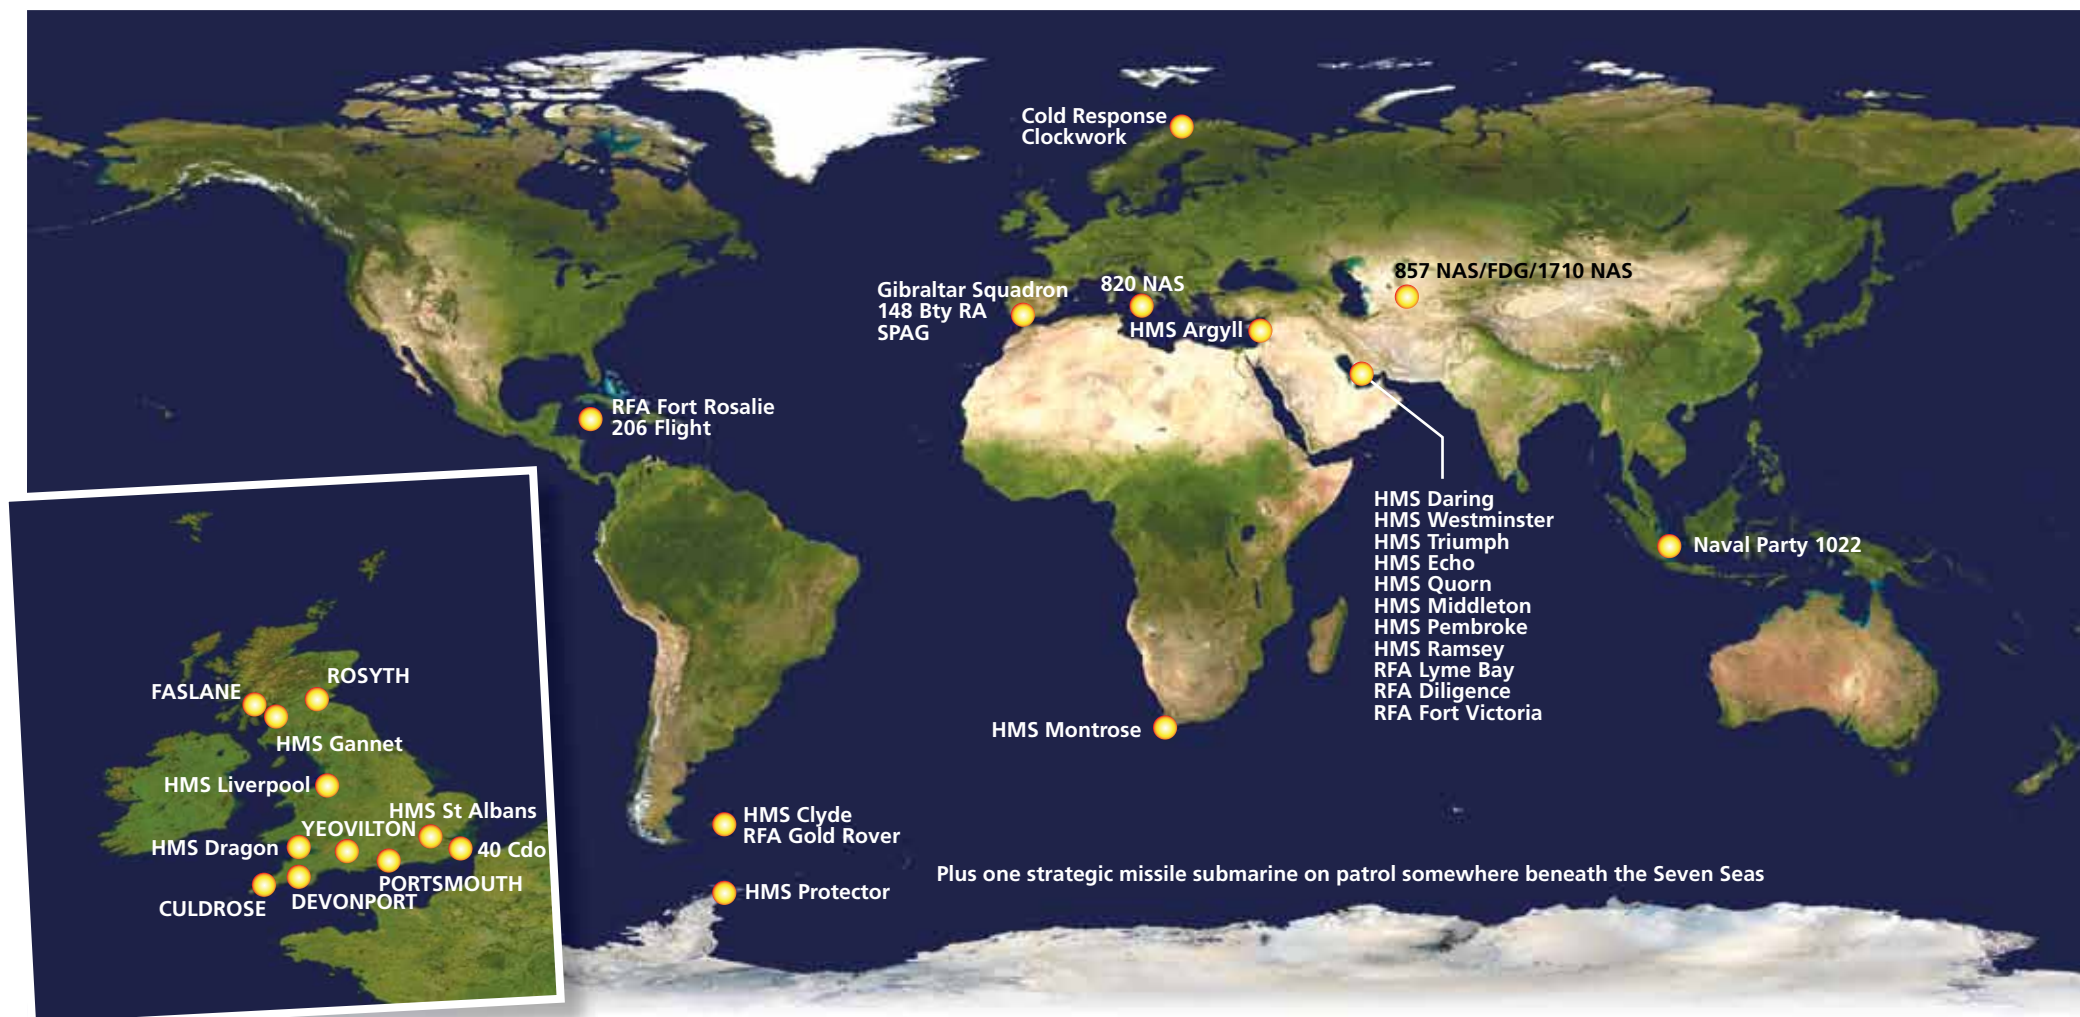 Cold Response
Clockwork
857 NAS/FDG/1710 NAS
820 NAS
Gibraltar Squadron
148 Bty RA
SPAG
HMS Argyll
RFA Fort Rosalie
206 Flight
HMS Daring
HMS Westminster
HMS Triumph
HMS Echo
HMS Quorn
HMS Middleton
HMS Pembroke
HMS Ramsey
RFA Lyme Bay
RFA Diligence
RFA Fort Victoria
Naval Party 1022
HMS Montrose
HMS Clyde
RFA Gold Rover
Plus one strategic missile submarine on patrol somewhere beneath the Seven Seas
HMS Protector
ROSYTH
FASLANE
HMS Gannet
HMS Liverpool
HMS St Albans
YEOVILTON
HMS Dragon
40 Cdo
PORTSMOUTH
DEVONPORT
CULDROSE